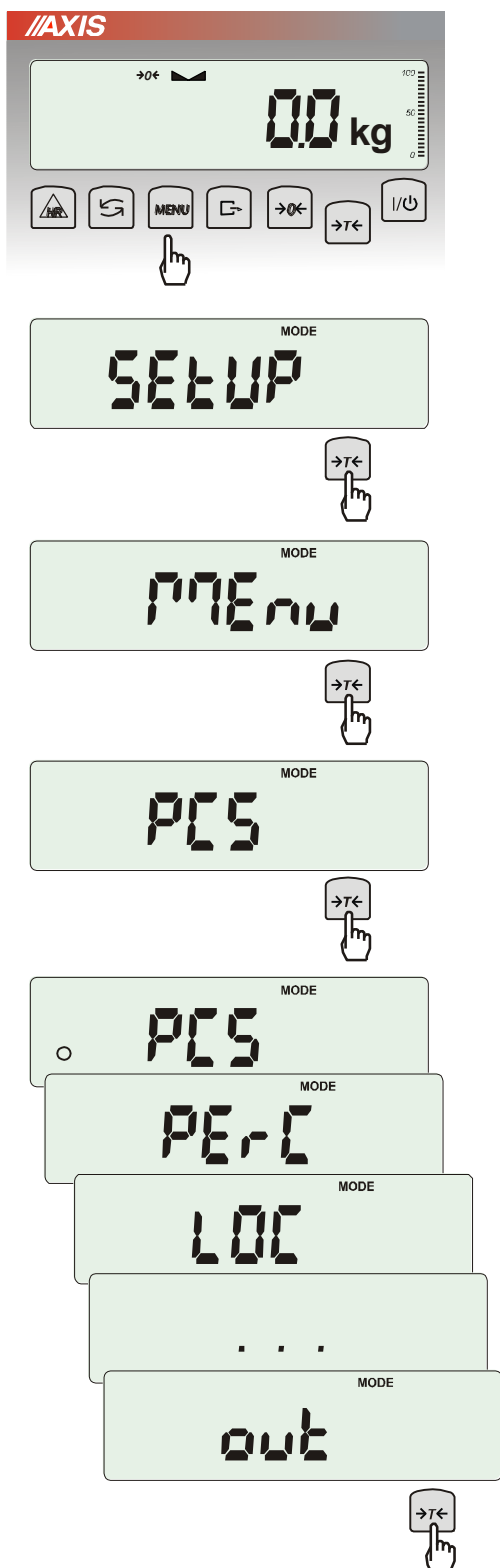 //AXIS
→0←
100
50
0
0.0 kg
HR
MENU
→0←
→T←
I/
MODE
SEtUP
→T←
MODE
MEnu
→T←
MODE
PCS
→T←
MODE
PCS
MODE
PErC
MODE
LOC
. . .
MODE
out
→T←